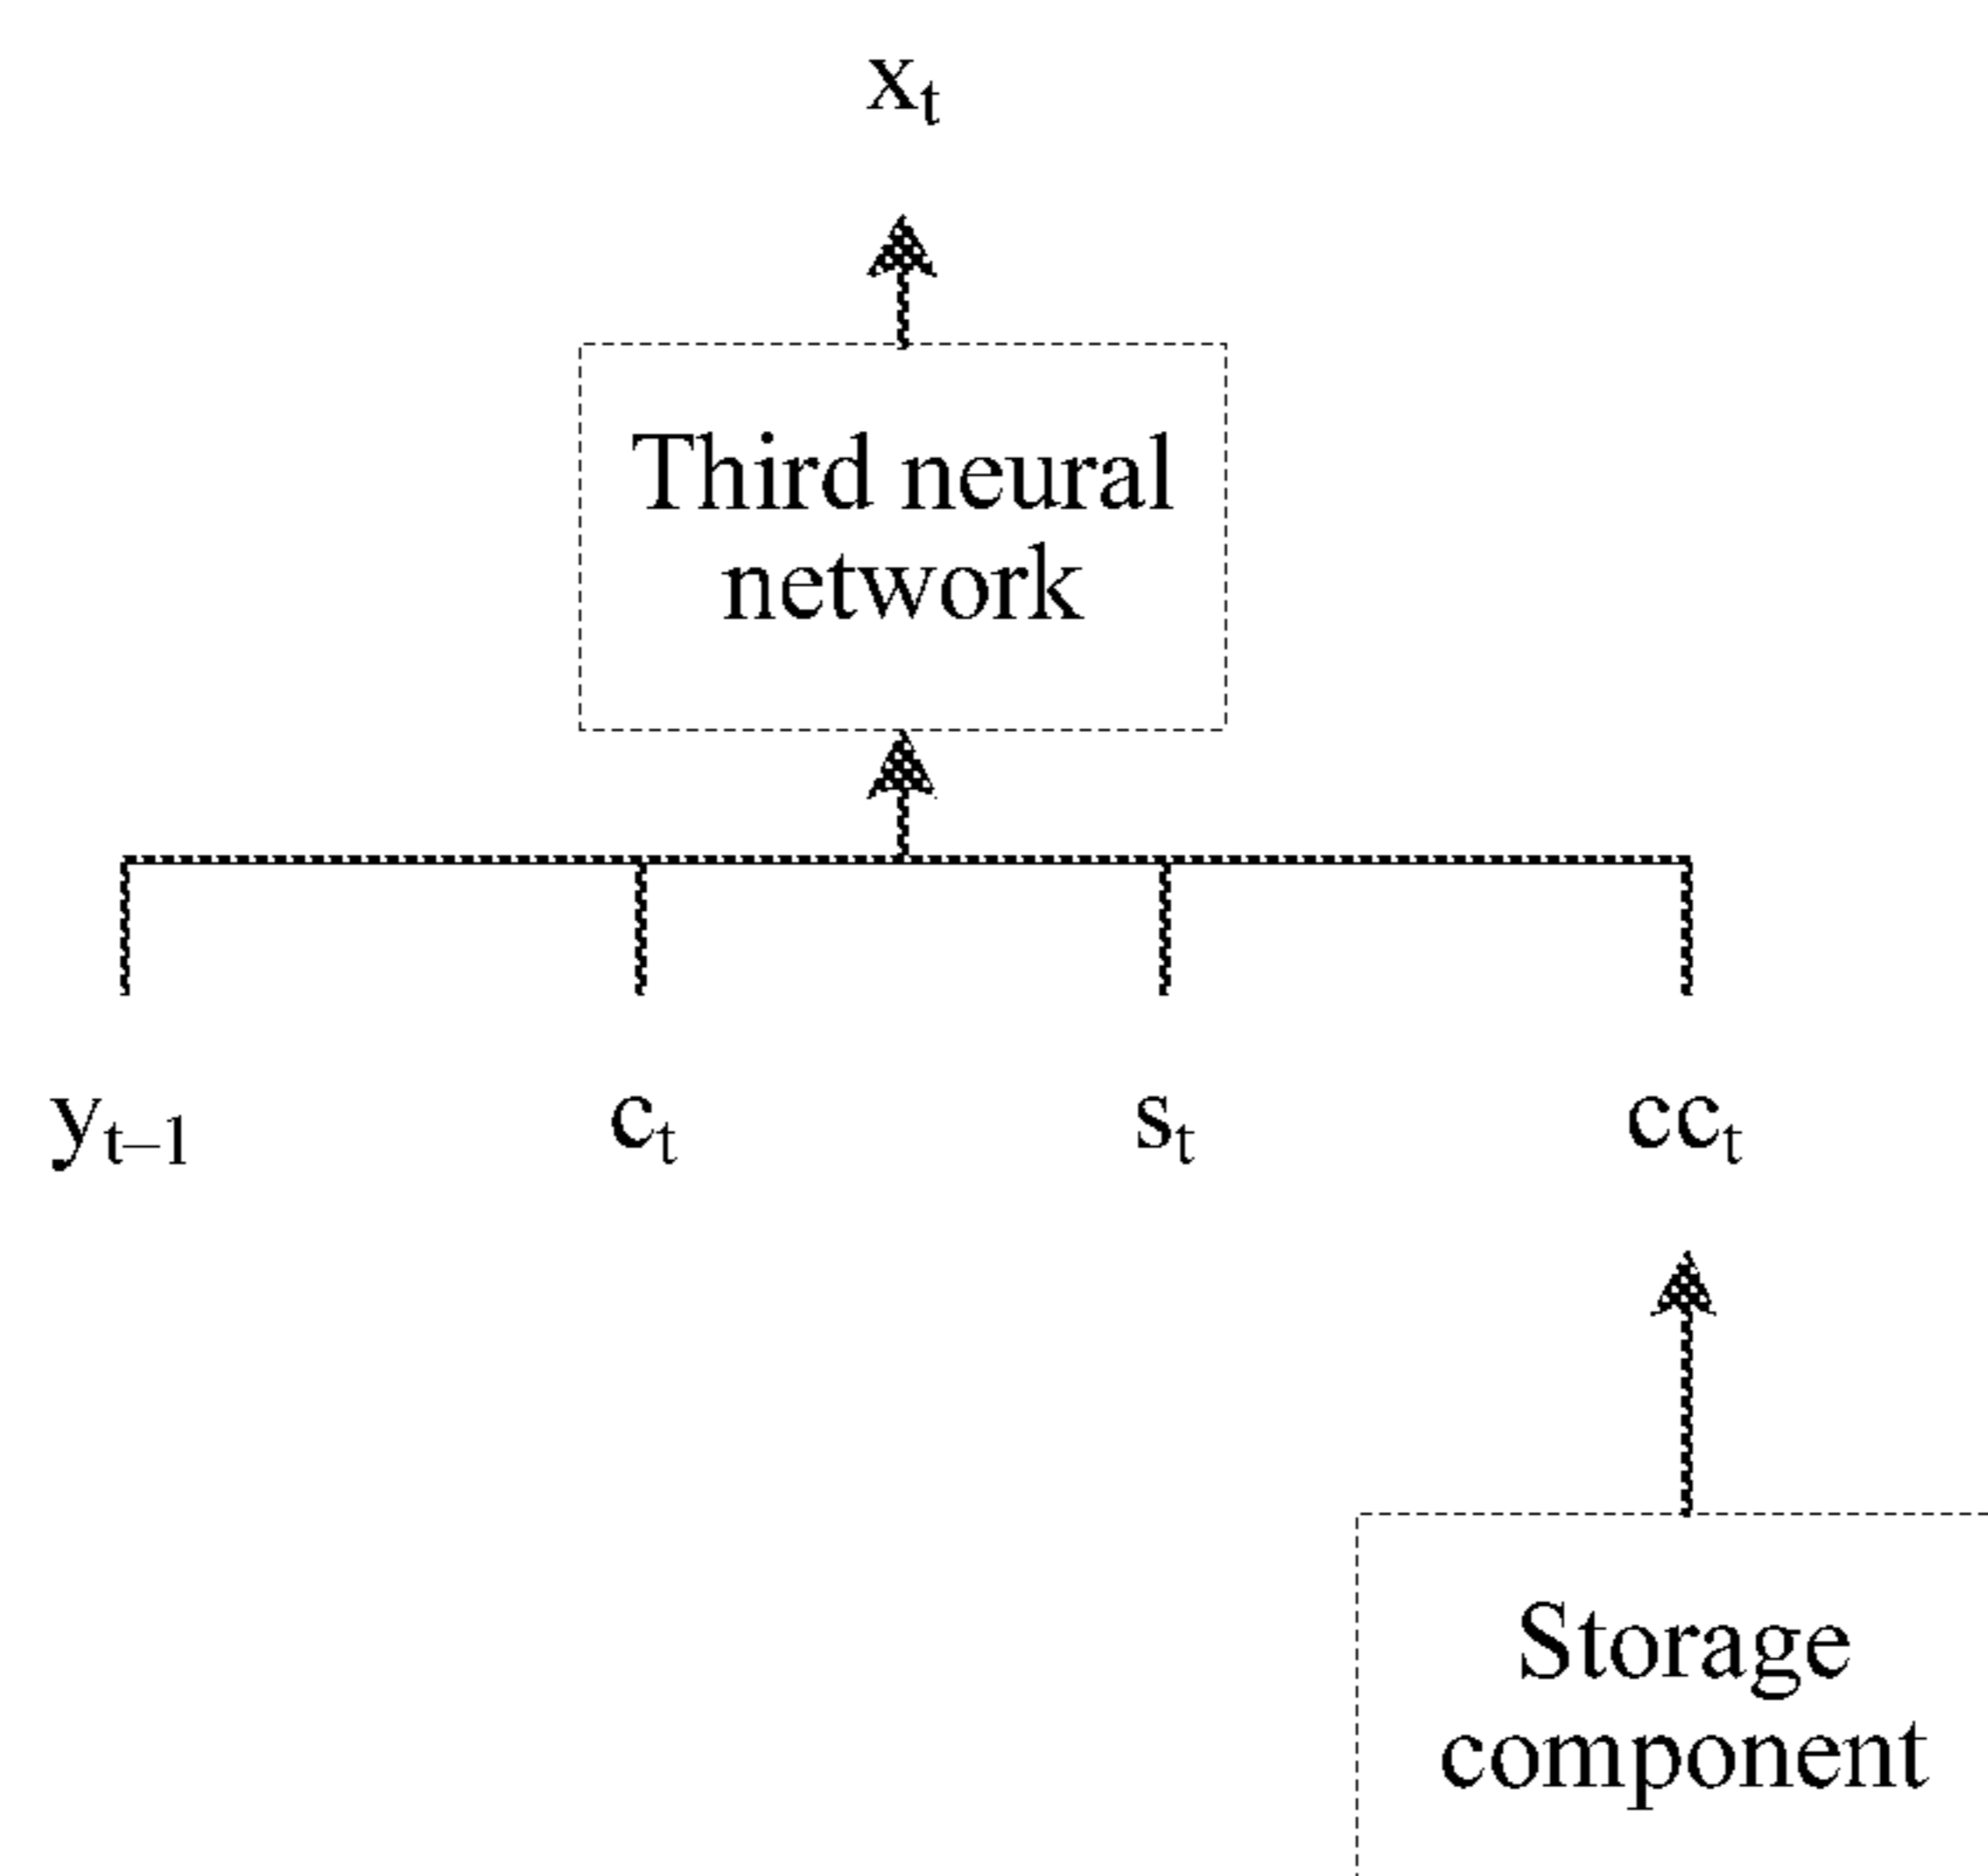 xt
Third neural
network
yt–1 ct st cct
Storage
component